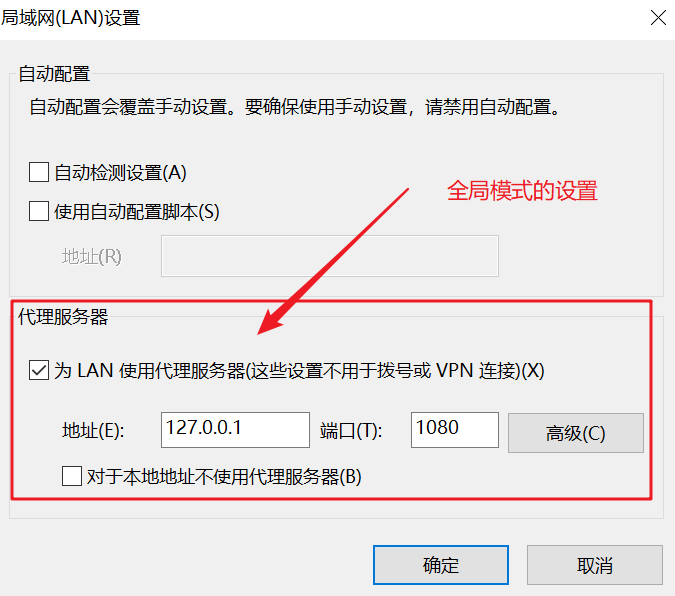 局域网(LAN)设置
自动配置
自动配置会覆盖手动设置。要确保使用手动设置，请禁用自动配置。
自动检测设置(A)
全局模式的设置
使用自动配置脚本(S)
地址(R)
代理服务器
为 LAN 使用代理服务器(这些设置不用于拨号或 VPN 连接)(X)
地址(E): 127.0.0.1 端口(T): 1080 高级(C)
对于本地地址不使用代理服务器(B)
确定 取消